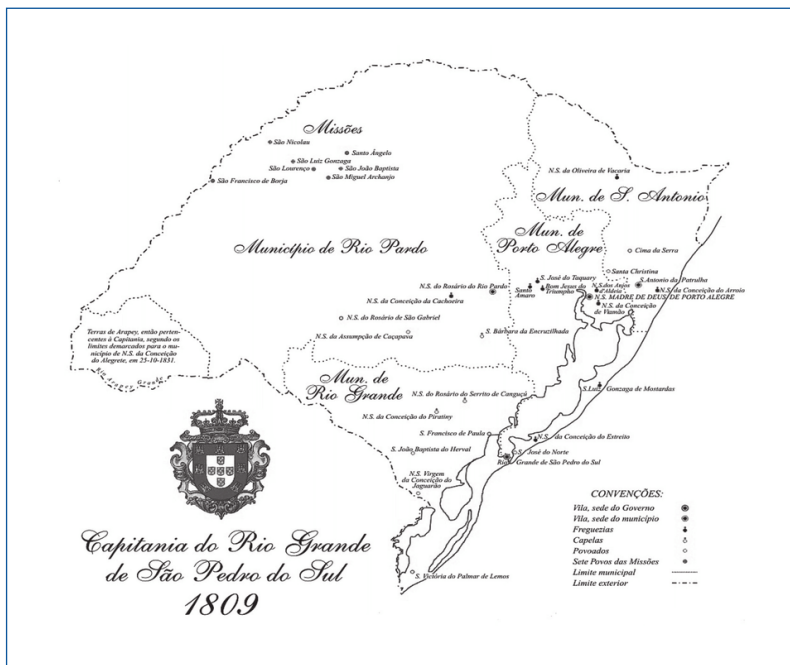 Missões
São Nicolau
Santo Ângelo
São Luiz Gonzaga
São Lourenço
São João Baptista
São Francisco de Borja
São Miguel Archanjo
N.S. da Oliveira de Vacaria
Mun. de S. Antonio
Mun. de
Porto Alegre
Município de Rio Pardo
Cima da Serra
Santa Christina
S. José do Taquary
S.Antonio da Patrulha
N.S. do Rosário do Rio Pardo
Santo
Amaro
Bom Jesus do
Triumpho
N.S.dos Anjos
d'Aldeia
N.S. da Conceição do Arroio
N.S. MADRE DE DEUS DE PORTO ALEGRE
N.S. da Conceição da Cachoeira
N.S. da Conceição
de Viamão
N.S. do Rosário de São Gabriel
N.S. da Assumpção de Caçapava
S. Bárbara da Encruzilhada
Terras de Arapey, então perten-
centes à Capitania, segundo os
limites demarcados para o mu-
nicípio de N.S. da Conceição
do Alegrete, em 25-10-1831.
Rio Arapey Grande
Mun. de
Rio Grande
S.Luiz Gonzaga de Mostardas
N.S. do Rosário do Serrito de Canguçú
N.S. da Conceição do Piratiny
S. Francisco de Paula
N.S. da Conceição do Estreito
S. João Baptista do Herval
S. José do Norte
Rio Grande de São Pedro do Sul
N.S. Virgem
da Conceição do
Jaguarão
S. Victória do Palmar de Lemos
Capitania do Rio Grande
de São Pedro do Sul
1809
CONVENÇÕES:
Vila, sede do Governo
Vila, sede do município
Freguezias
Capelas
Povoados
Sete Povos das Missões
Limite municipal
Limite exterior